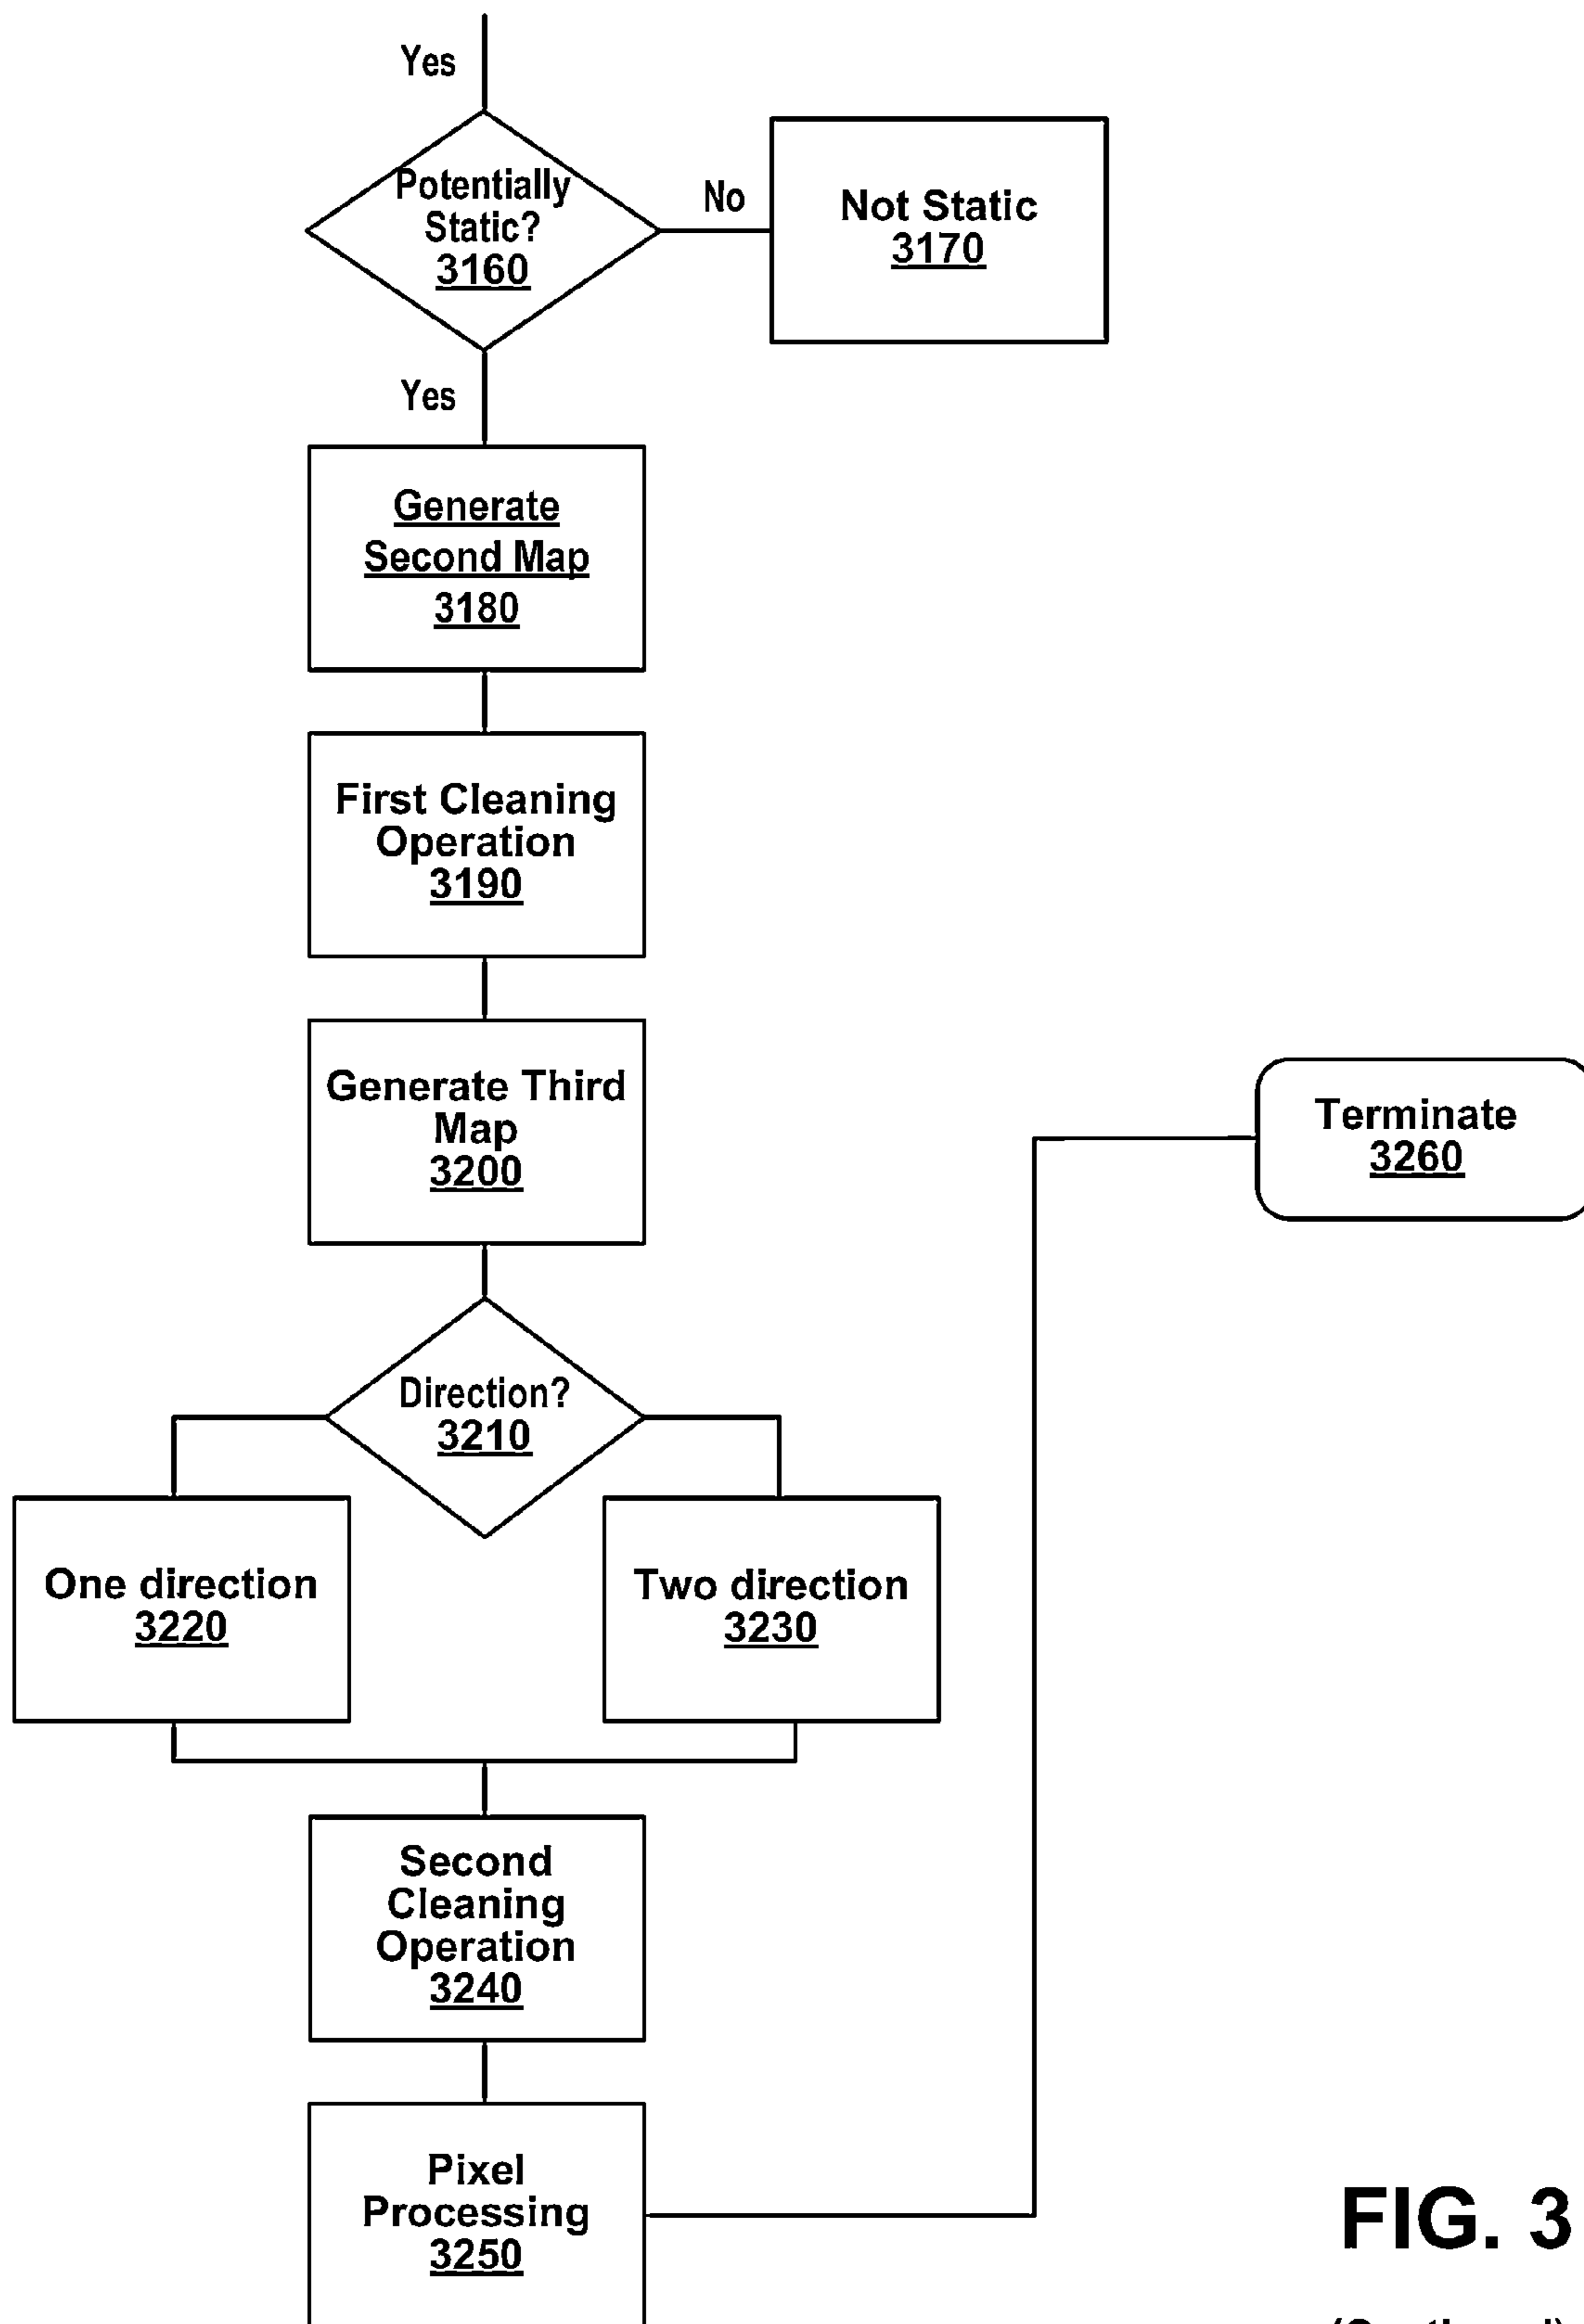 Yes
Potentially
Static?
3160
No
Not Static
3170
Yes
Generate
Second Map
3180
First Cleaning
Operation
3190
Generate Third
Map
3200
Terminate
3260
Direction?
3210
One direction
3220
Two direction
3230
Second
Cleaning
Operation
3240
Pixel
Processing
3250
FIG. 3